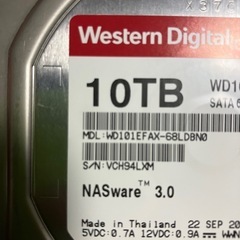 Western Digital
10TB
WD10
SATA 6
MDL: WD101EFAX-68LDBN0
S/N: VCH94LXM
NASware™ 3.0
Made in Thailand 22 SEP 20
5VDC: 0.7A 12VDC: 0.9A